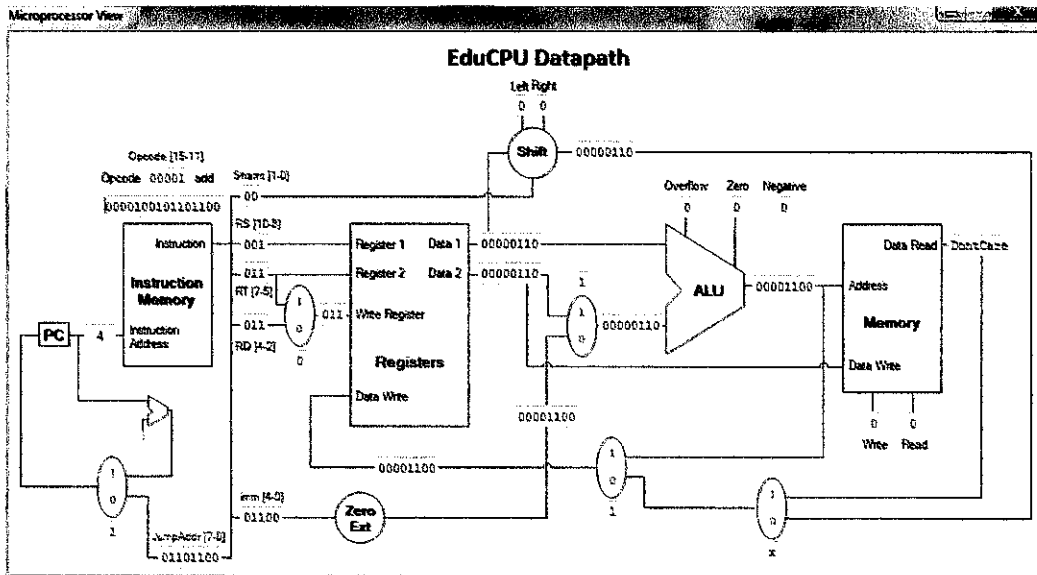 Microprocessor View
EduCPU Datapath
Left Right
0 0
Shift
00000110
Opcode [15-11]
Opcode 00001 add
0000100101101100
Shams [1-0]
00
Overflow Zero Negative
0 0 0
RS [10-8]
Instruction
001
Register 1
Data 1
00000110
Data Read
DontCare
Instruction Memory
011
Register 2
Data 2
00000110
RT [7-5]
1
0
0
011
Write Register
1
1
0
00000110
ALU
00001100
Address
Memory
PC
4
Instruction Address
011
RD [4-2]
Registers
Data Write
Data Write
00001100
0 0
Write Read
00001100
1
0
1
1
0
1
1
0
x
imm [4-0]
01100
Zero Ext
JumpAddr [7-0]
01101100